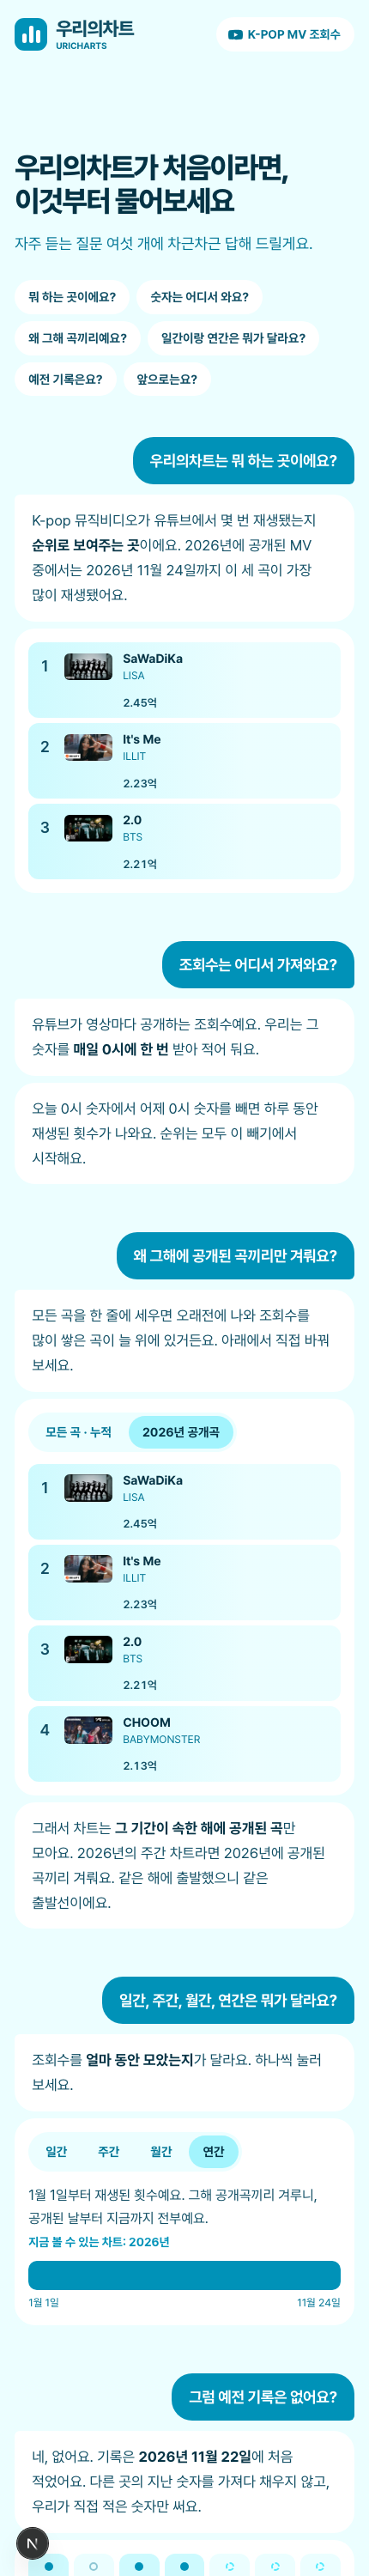 우리의차트
URICHARTS
K-POP MV 조회수
우리의차트가 처음이라면,
이것부터 물어보세요
자주 듣는 질문 여섯 개에 차근차근 답해 드릴게요.
뭐 하는 곳이에요?
숫자는 어디서 와요?
왜 그해 곡끼리예요?
일간이랑 연간은 뭐가 달라요?
예전 기록은요?
앞으로는요?
우리의차트는 뭐 하는 곳이에요?
K-pop 뮤직비디오가 유튜브에서 몇 번 재생됐는지
순위로 보여주는 곳이에요. 2026년에 공개된 MV
중에서는 2026년 11월 24일까지 이 세 곡이 가장
많이 재생됐어요.
1
SaWaDiKa
LISA
2.45억
2
It's Me
ILLIT
2.23억
3
2.0
BTS
2.21억
조회수는 어디서 가져와요?
유튜브가 영상마다 공개하는 조회수예요. 우리는 그
숫자를 매일 0시에 한 번 받아 적어 둬요.
오늘 0시 숫자에서 어제 0시 숫자를 빼면 하루 동안
재생된 횟수가 나와요. 순위는 모두 이 빼기에서
시작해요.
왜 그해에 공개된 곡끼리만 겨뤄요?
모든 곡을 한 줄에 세우면 오래전에 나와 조회수를
많이 쌓은 곡이 늘 위에 있거든요. 아래에서 직접 바꿔
보세요.
모든 곡 · 누적
2026년 공개곡
1
SaWaDiKa
LISA
2.45억
2
It's Me
ILLIT
2.23억
3
2.0
BTS
2.21억
4
CHOOM
BABYMONSTER
2.13억
그래서 차트는 그 기간이 속한 해에 공개된 곡만
모아요. 2026년의 주간 차트라면 2026년에 공개된
곡끼리 겨뤄요. 같은 해에 출발했으니 같은
출발선이에요.
일간, 주간, 월간, 연간은 뭐가 달라요?
조회수를 얼마 동안 모았는지가 달라요. 하나씩 눌러
보세요.
일간
주간
월간
연간
1월 1일부터 재생된 횟수예요. 그해 공개곡끼리 겨루니,
공개된 날부터 지금까지 전부예요.
지금 볼 수 있는 차트: 2026년
1월 1일
11월 24일
그럼 예전 기록은 없어요?
네, 없어요. 기록은 2026년 11월 22일에 처음
적었어요. 다른 곳의 지난 숫자를 가져다 채우지 않고,
우리가 직접 적은 숫자만 써요.
N